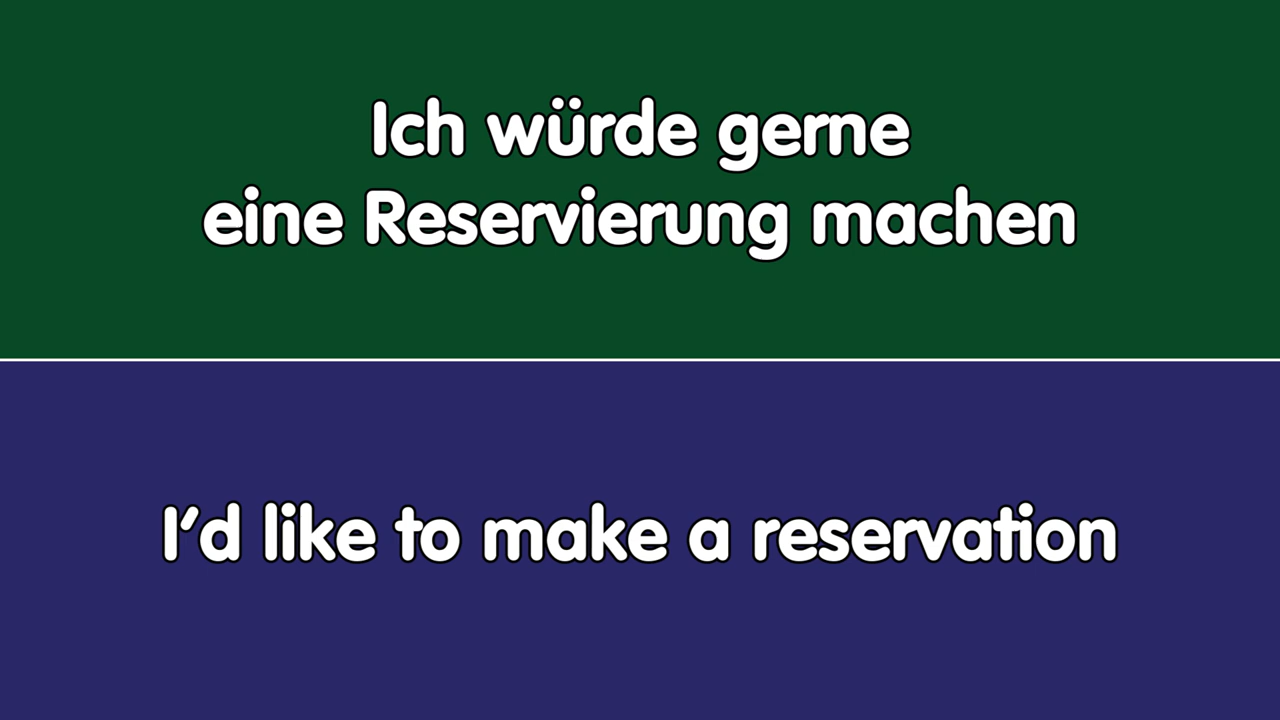 Ich würde gerne
eine Reservierung machen
I'd like to make a reservation